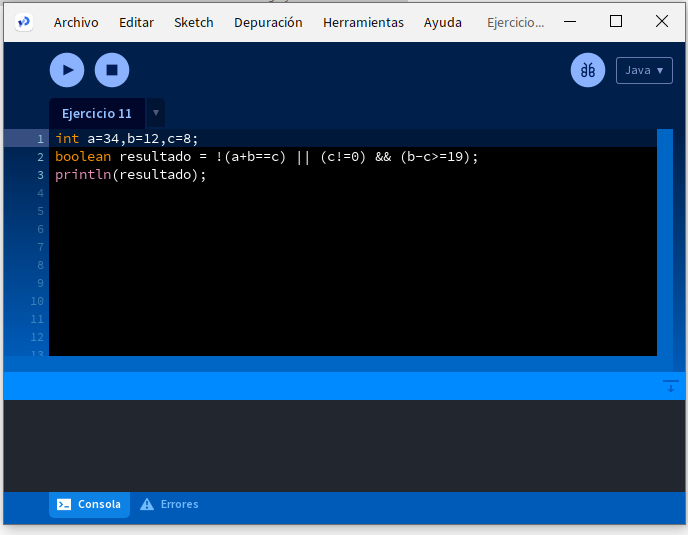 Archivo Editar Sketch Depuración Herramientas Ayuda Ejercicio...
Java ▾
Ejercicio 11 ▾
1 int a=34,b=12,c=8;
2 boolean resultado = !(a+b==c) || (c!=0) && (b-c>=19);
3 println(resultado);
4
5
6
7
8
9
10
11
12
13
Consola Errores